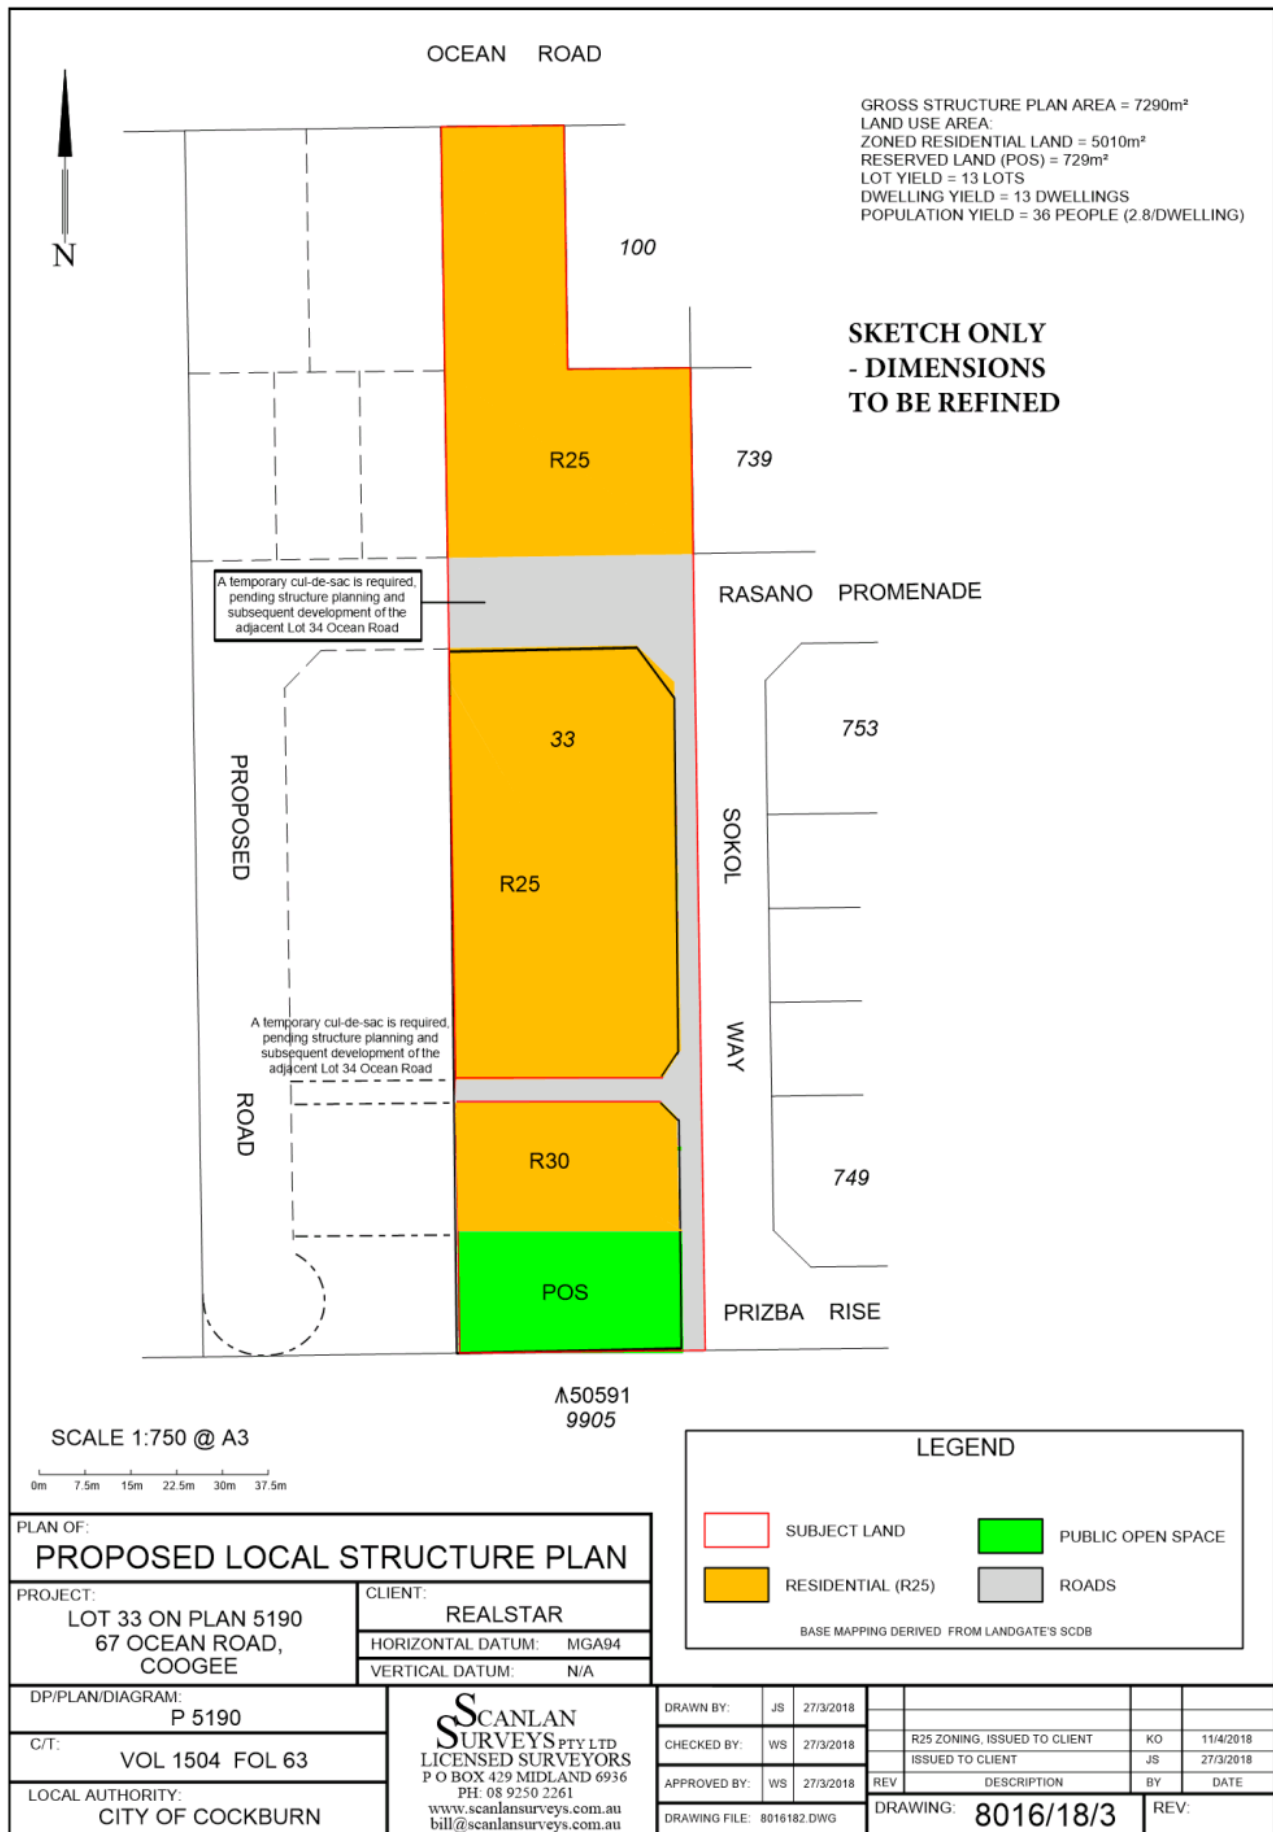 OCEAN ROAD
GROSS STRUCTURE PLAN AREA = 7290m²
LAND USE AREA:
ZONED RESIDENTIAL LAND = 5010m²
RESERVED LAND (POS) = 729m²
LOT YIELD = 13 LOTS
DWELLING YIELD = 13 DWELLINGS
POPULATION YIELD = 36 PEOPLE (2.8/DWELLING)
N
100
SKETCH ONLY
- DIMENSIONS
TO BE REFINED
R25
739
A temporary cul-de-sac is required,
pending structure planning and
subsequent development of the
adjacent Lot 34 Ocean Road
RASANO PROMENADE
33
753
PROPOSED
ROAD
SOKOL
WAY
R25
A temporary cul-de-sac is required,
pending structure planning and
subsequent development of the
adjacent Lot 34 Ocean Road
R30
749
POS
PRIZBA RISE
50591
9905
SCALE 1:750 @ A3
0m 7.5m 15m 22.5m 30m 37.5m
LEGEND
SUBJECT LAND
PUBLIC OPEN SPACE
RESIDENTIAL (R25)
ROADS
BASE MAPPING DERIVED FROM LANDGATE'S SCDB
PLAN OF:
PROPOSED LOCAL STRUCTURE PLAN
PROJECT:
LOT 33 ON PLAN 5190
67 OCEAN ROAD,
COOGEE
CLIENT:
REALSTAR
HORIZONTAL DATUM: MGA94
VERTICAL DATUM: N/A
DP/PLAN/DIAGRAM:
P 5190
C/T:
VOL 1504 FOL 63
LOCAL AUTHORITY:
CITY OF COCKBURN
SCANLAN
SURVEYS PTY LTD
LICENSED SURVEYORS
P O BOX 429 MIDLAND 6936
PH: 08 9250 2261
www.scanlansurveys.com.au
bill@scanlansurveys.com.au
DRAWN BY: JS 27/3/2018
CHECKED BY: WS 27/3/2018
APPROVED BY: WS 27/3/2018
DRAWING FILE: 8016182.DWG
R25 ZONING, ISSUED TO CLIENT KO 11/4/2018
ISSUED TO CLIENT JS 27/3/2018
REV DESCRIPTION BY DATE
DRAWING: 8016/18/3 REV: